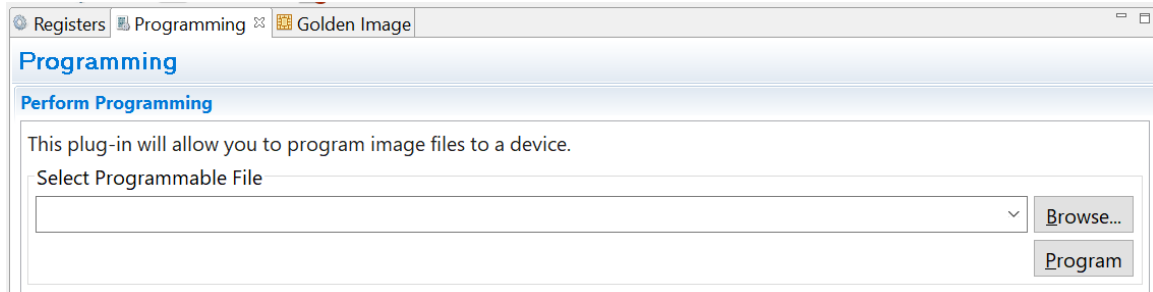 Registers Programming Golden Image
Programming
Perform Programming
This plug-in will allow you to program image files to a device.
Select Programmable File
Browse...
Program